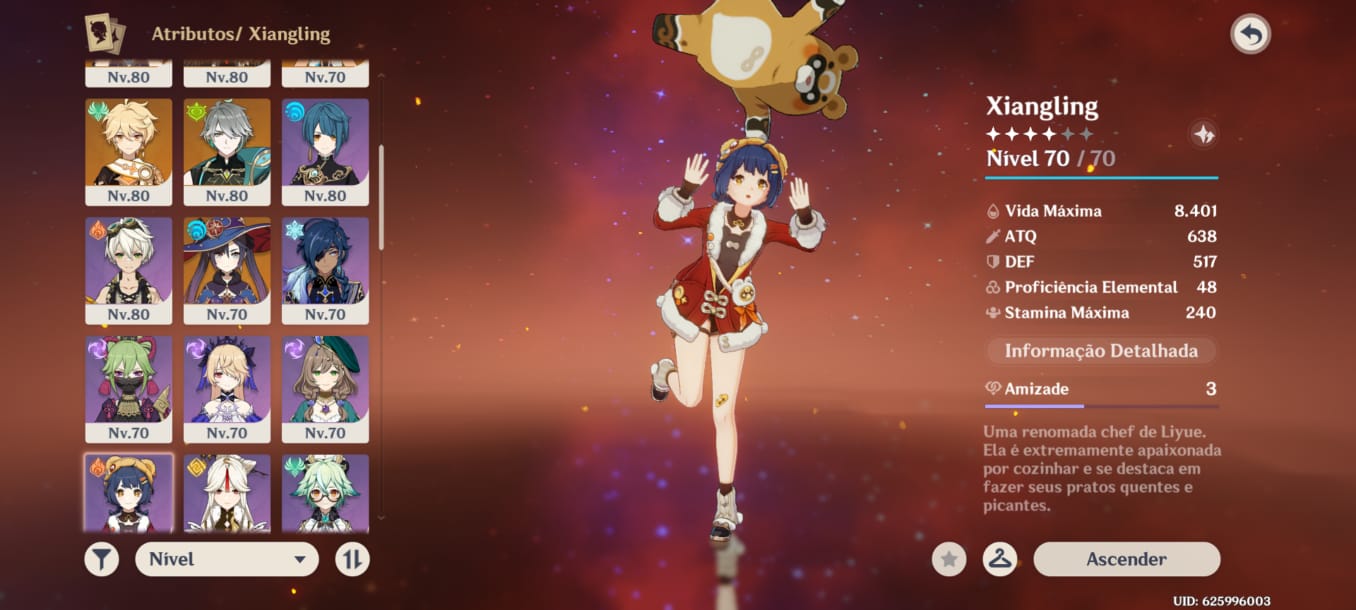 Atributos/ Xiangling
Nv.80
Nv.80
Nv.70
Nv.80
Nv.80
Nv.80
Nv.80
Nv.70
Nv.70
Nv.70
Nv.70
Nv.70
Nível
Xiangling
Nível 70 / 70
Vida Máxima 8.401
ATQ 638
DEF 517
Proficiência Elemental 48
Stamina Máxima 240
Informação Detalhada
Amizade 3
Uma renomada chef de Liyue.
Ela é extremamente apaixonada
por cozinhar e se destaca em
fazer seus pratos quentes e
picantes.
Ascender
UID: 625996003